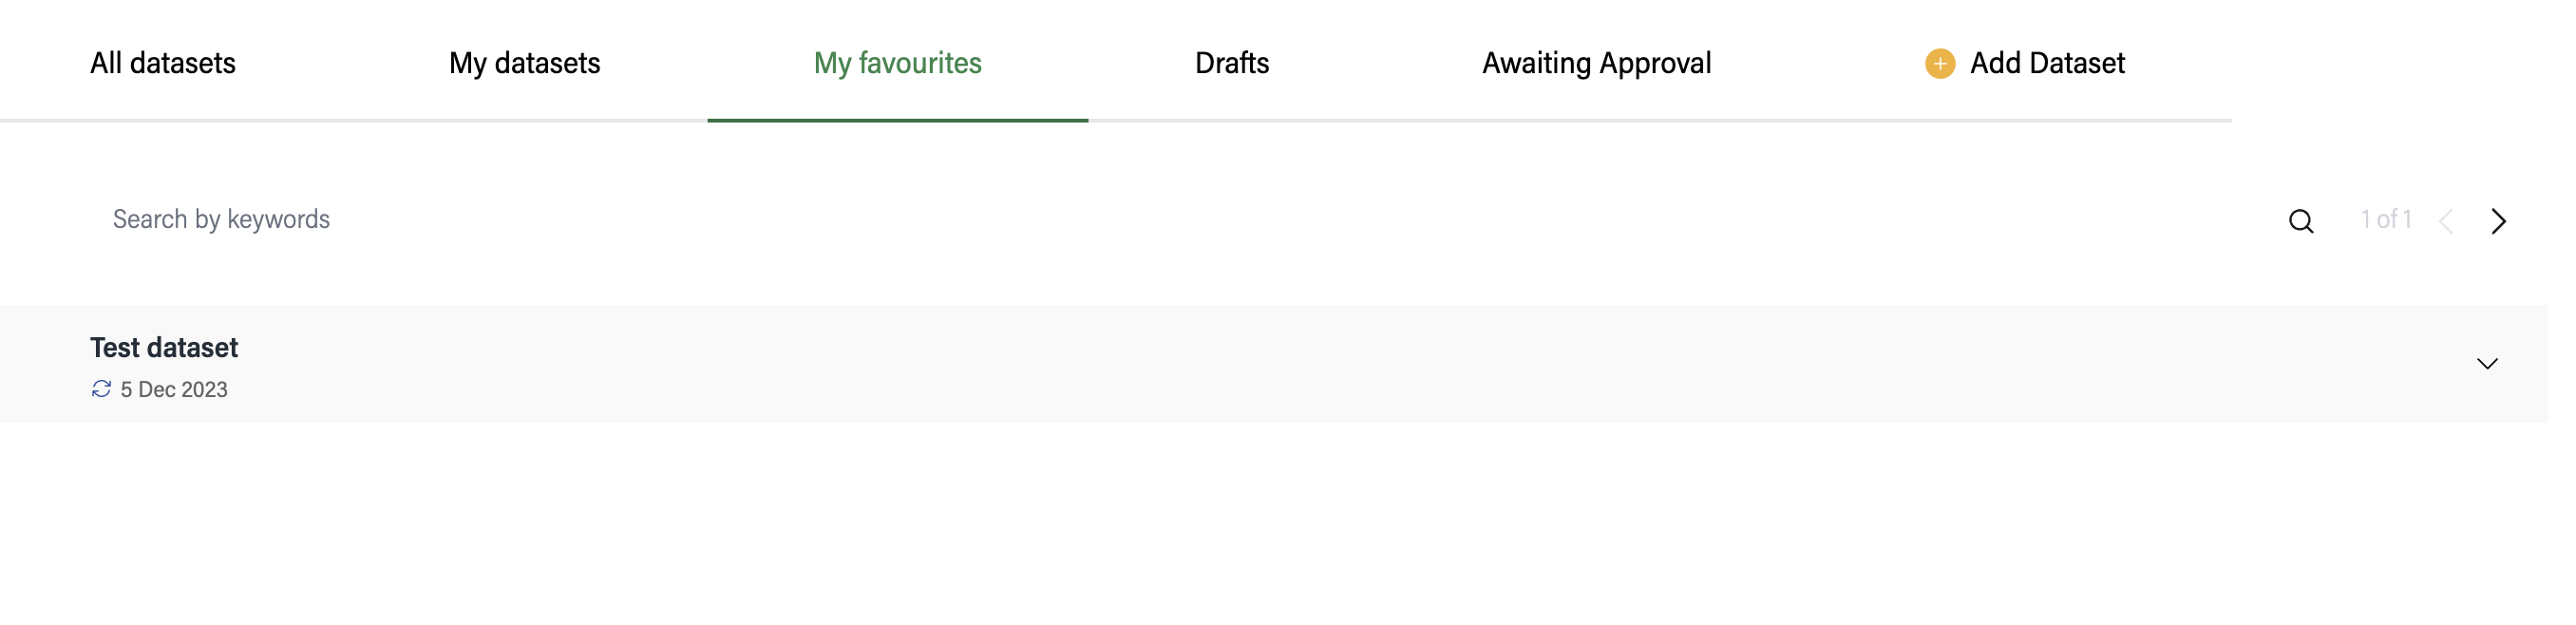 All datasets My datasets My favourites Drafts Awaiting Approval Add Dataset
Search by keywords 1 of 1
Test dataset
5 Dec 2023